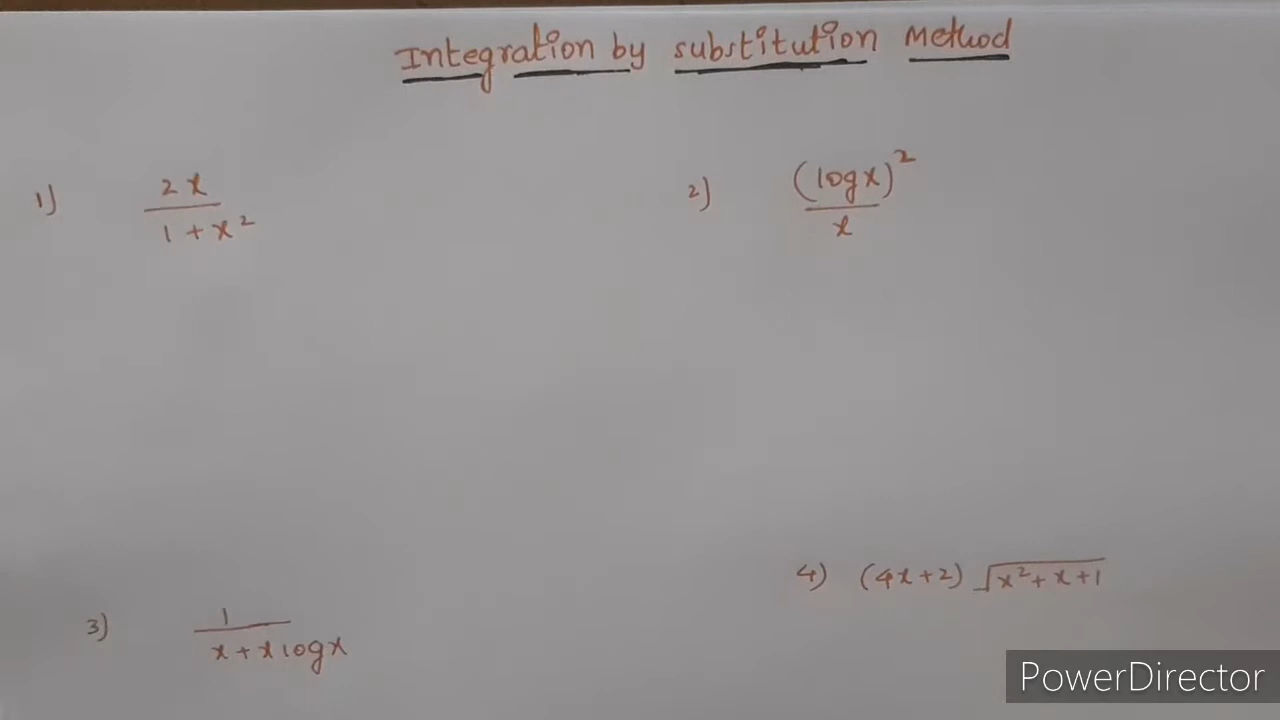 Integration by substitution Method
1) 2x / 1 + x²
2) (log x)² / x
3) 1 / x + x log x
4) (4x + 2) √x² + x + 1
PowerDirector